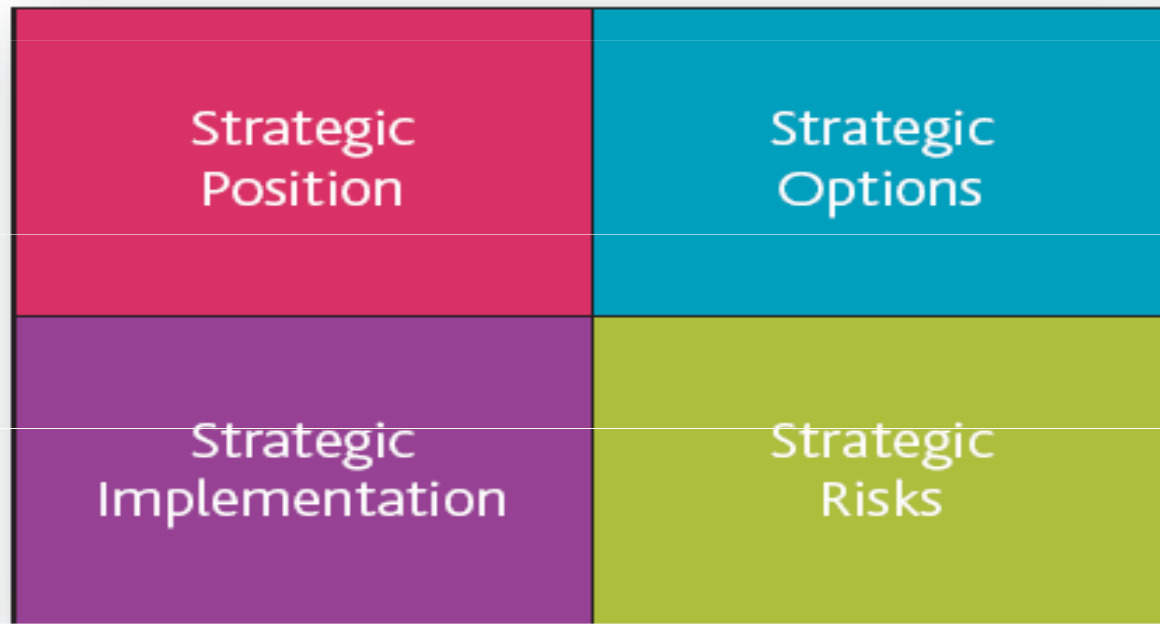 Strategic
Position
Strategic
Options
Strategic
Implementation
Strategic
Risks